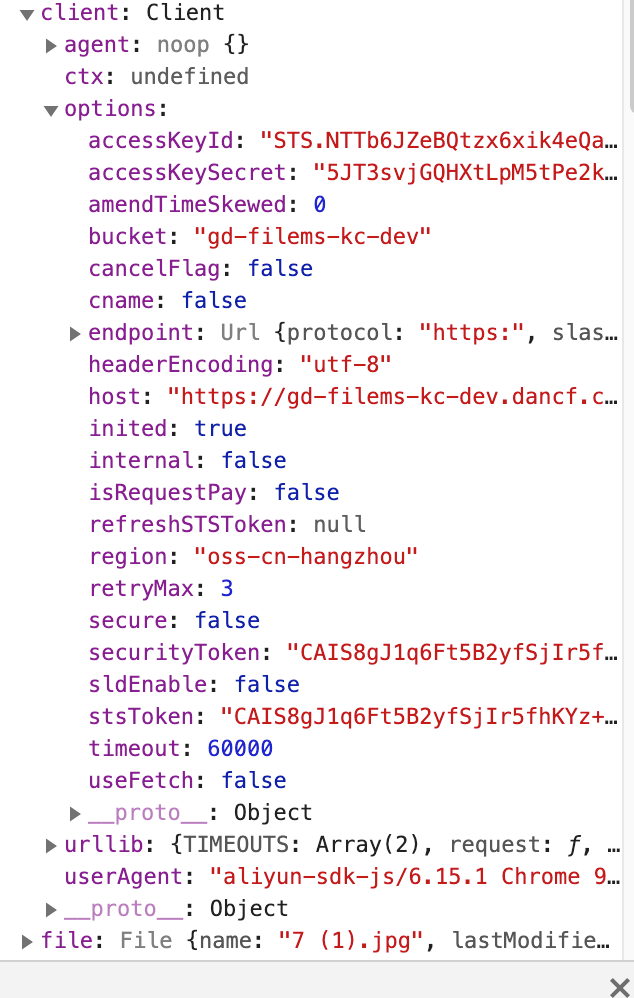 client: Client
agent: noop {}
ctx: undefined
options:
accessKeyId: "STS.NTTb6JZeBQtzx6xik4eQa…
accessKeySecret: "5JT3svjGQHXtLpM5tPe2k…
amendTimeSkewed: 0
bucket: "gd-filems-kc-dev"
cancelFlag: false
cname: false
endpoint: Url {protocol: "https:", slas…
headerEncoding: "utf-8"
host: "https://gd-filems-kc-dev.dancf.c…
inited: true
internal: false
isRequestPay: false
refreshSTSToken: null
region: "oss-cn-hangzhou"
retryMax: 3
secure: false
securityToken: "CAIS8gJ1q6Ft5B2yfSjIr5f…
sldEnable: false
stsToken: "CAIS8gJ1q6Ft5B2yfSjIr5fhKYz+…
timeout: 60000
useFetch: false
__proto__: Object
urllib: {TIMEOUTS: Array(2), request: ƒ, …
userAgent: "aliyun-sdk-js/6.15.1 Chrome 9…
__proto__: Object
file: File {name: "7 (1).jpg", lastModifie…